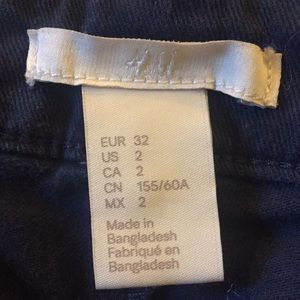 H&M
EUR 32
US 2
CA 2
CN 155/60A
MX 2
Made in
Bangladesh
Fabriqué en
Bangladesh